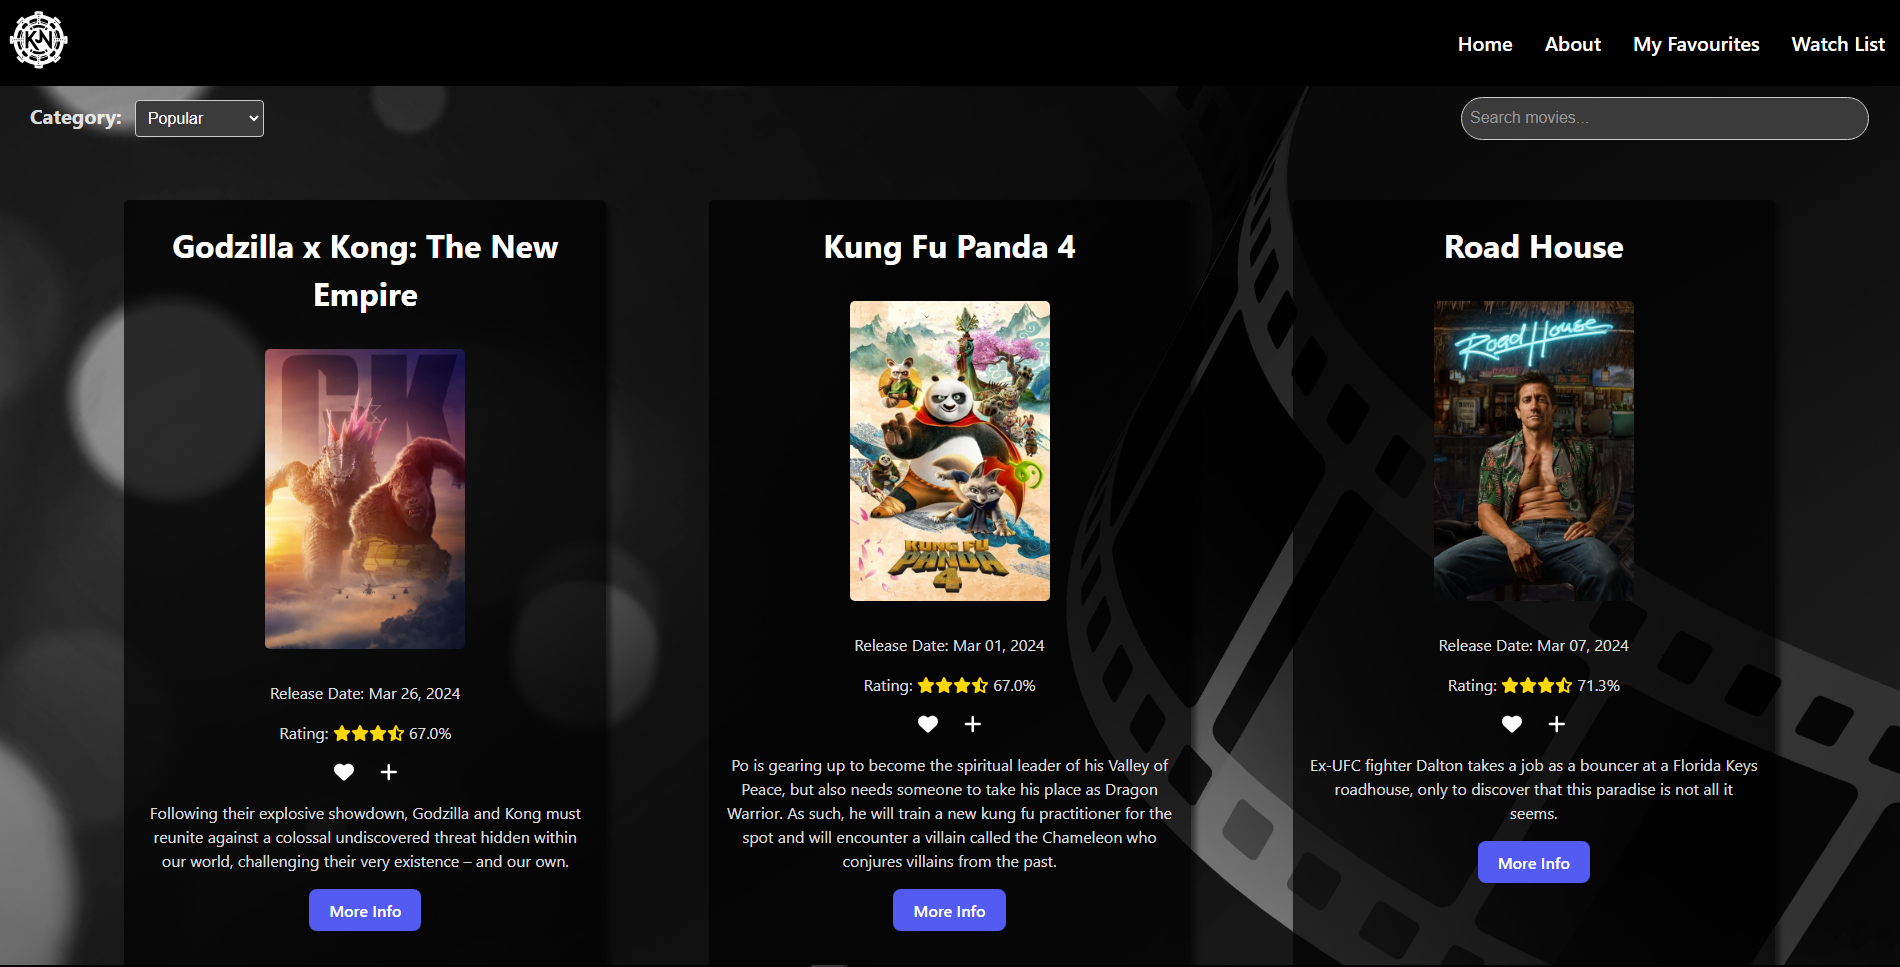 KN
Home About My Favourites Watch List
Category: Popular
Search movies...
Godzilla x Kong: The New
Empire
GK
Release Date: Mar 26, 2024
Rating: 67.0%
Following their explosive showdown, Godzilla and Kong must
reunite against a colossal undiscovered threat hidden within
our world, challenging their very existence – and our own.
More Info
Kung Fu Panda 4
KUNG FU
PANDA
4
Release Date: Mar 01, 2024
Rating: 67.0%
Po is gearing up to become the spiritual leader of his Valley of
Peace, but also needs someone to take his place as Dragon
Warrior. As such, he will train a new kung fu practitioner for the
spot and will encounter a villain called the Chameleon who
conjures villains from the past.
More Info
Road House
Road House
Release Date: Mar 07, 2024
Rating: 71.3%
Ex-UFC fighter Dalton takes a job as a bouncer at a Florida Keys
roadhouse, only to discover that this paradise is not all it
seems.
More Info